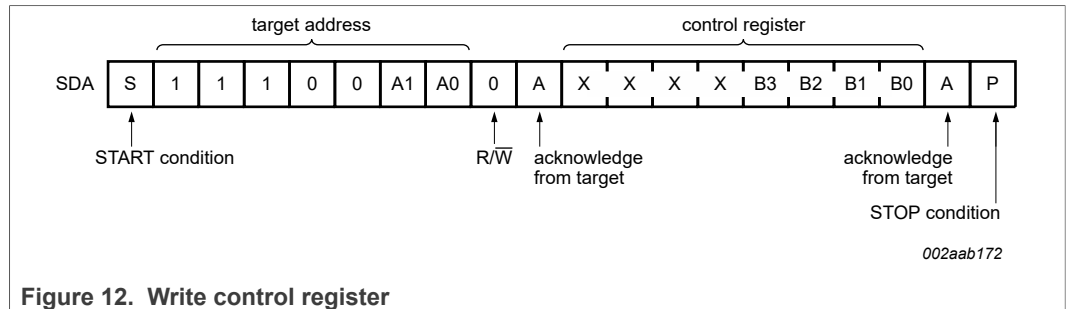 target address control register
SDA S 1 1 1 0 0 A1 A0 0 A X X X X B3 B2 B1 B0 A P
START condition R/W̅ acknowledge acknowledge
from target from target
STOP condition
002aab172
Figure 12. Write control register